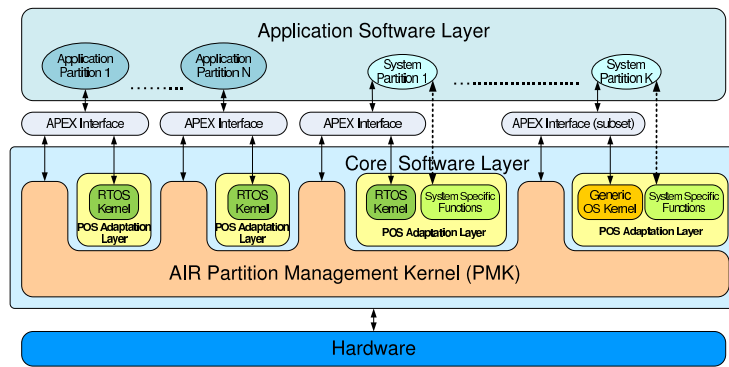 Application Software Layer
Application
Partition 1
Application
Partition N
System
Partition 1
System
Partition K
APEX Interface
APEX Interface
APEX Interface
APEX Interface (subset)
Core Software Layer
RTOS
Kernel
POS Adaptation
Layer
RTOS
Kernel
POS Adaptation
Layer
RTOS
Kernel
System Specific
Functions
POS Adaptation Layer
Generic
OS Kernel
System Specific
Functions
POS Adaptation Layer
AIR Partition Management Kernel (PMK)
Hardware